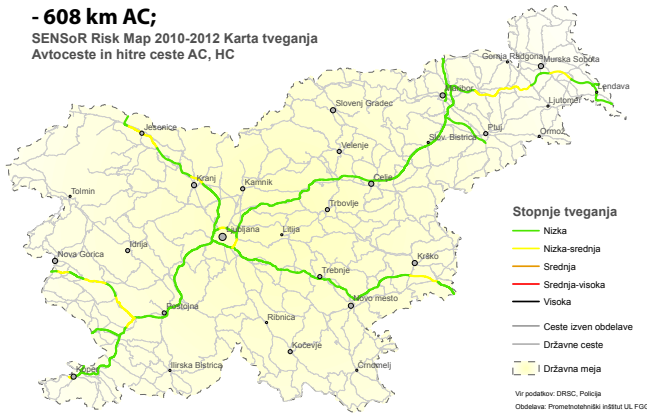 - 608 km AC;
SENSoR Risk Map 2010-2012 Karta tveganja
Avtoceste in hitre ceste AC, HC
Gornja Radgona
Murska Sobota
Lendava
Maribor
Ljutomer
Slovenj Gradec
Jesenice
Ptuj
Ormož
Slov. Bistrica
Velenje
Kranj
Kamnik
Celje
Tolmin
Trbovlje
Ljubljana
Litija
Idrija
Nova Gorica
Krško
Trebnje
Postojna
Novo mesto
Ribnica
Kočevje
Koper
Ilirska Bistrica
Črnomelj
Stopnje tveganja
Nizka
Nizka-srednja
Srednja
Srednja-visoka
Visoka
Ceste izven obdelave
Državne ceste
Državna meja
Vir podatkov: DRSC, Policija
Obdelava: Prometnotehniški inštitut UL FGG